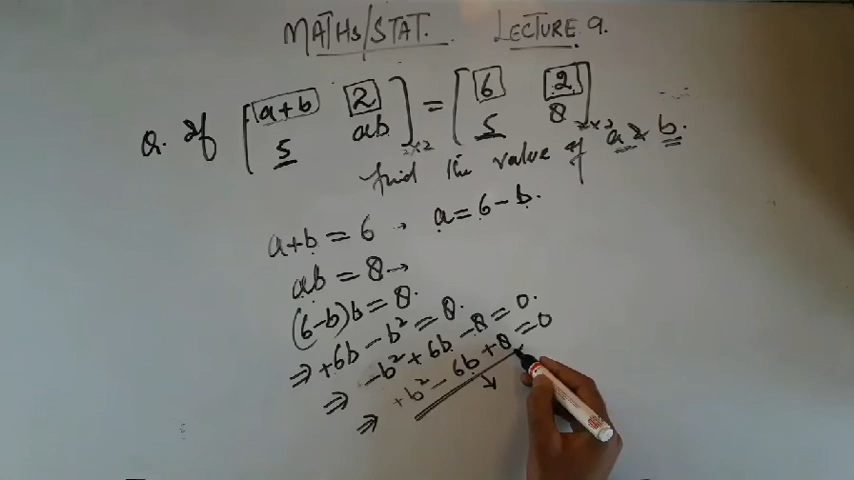 MATHS/STAT. LECTURE 9.
Q. If [a+b 2 5 ab]2×2 = [6 2 5 8]2×2
find the value of a & b.
a+b = 6 → a = 6 - b.
ab = 8 →
(6-b)b = 8.
⇒ +6b - b² = 8.
⇒ -b² + 6b - 8 = 0.
⇒ +b² - 6b + 8 = 0